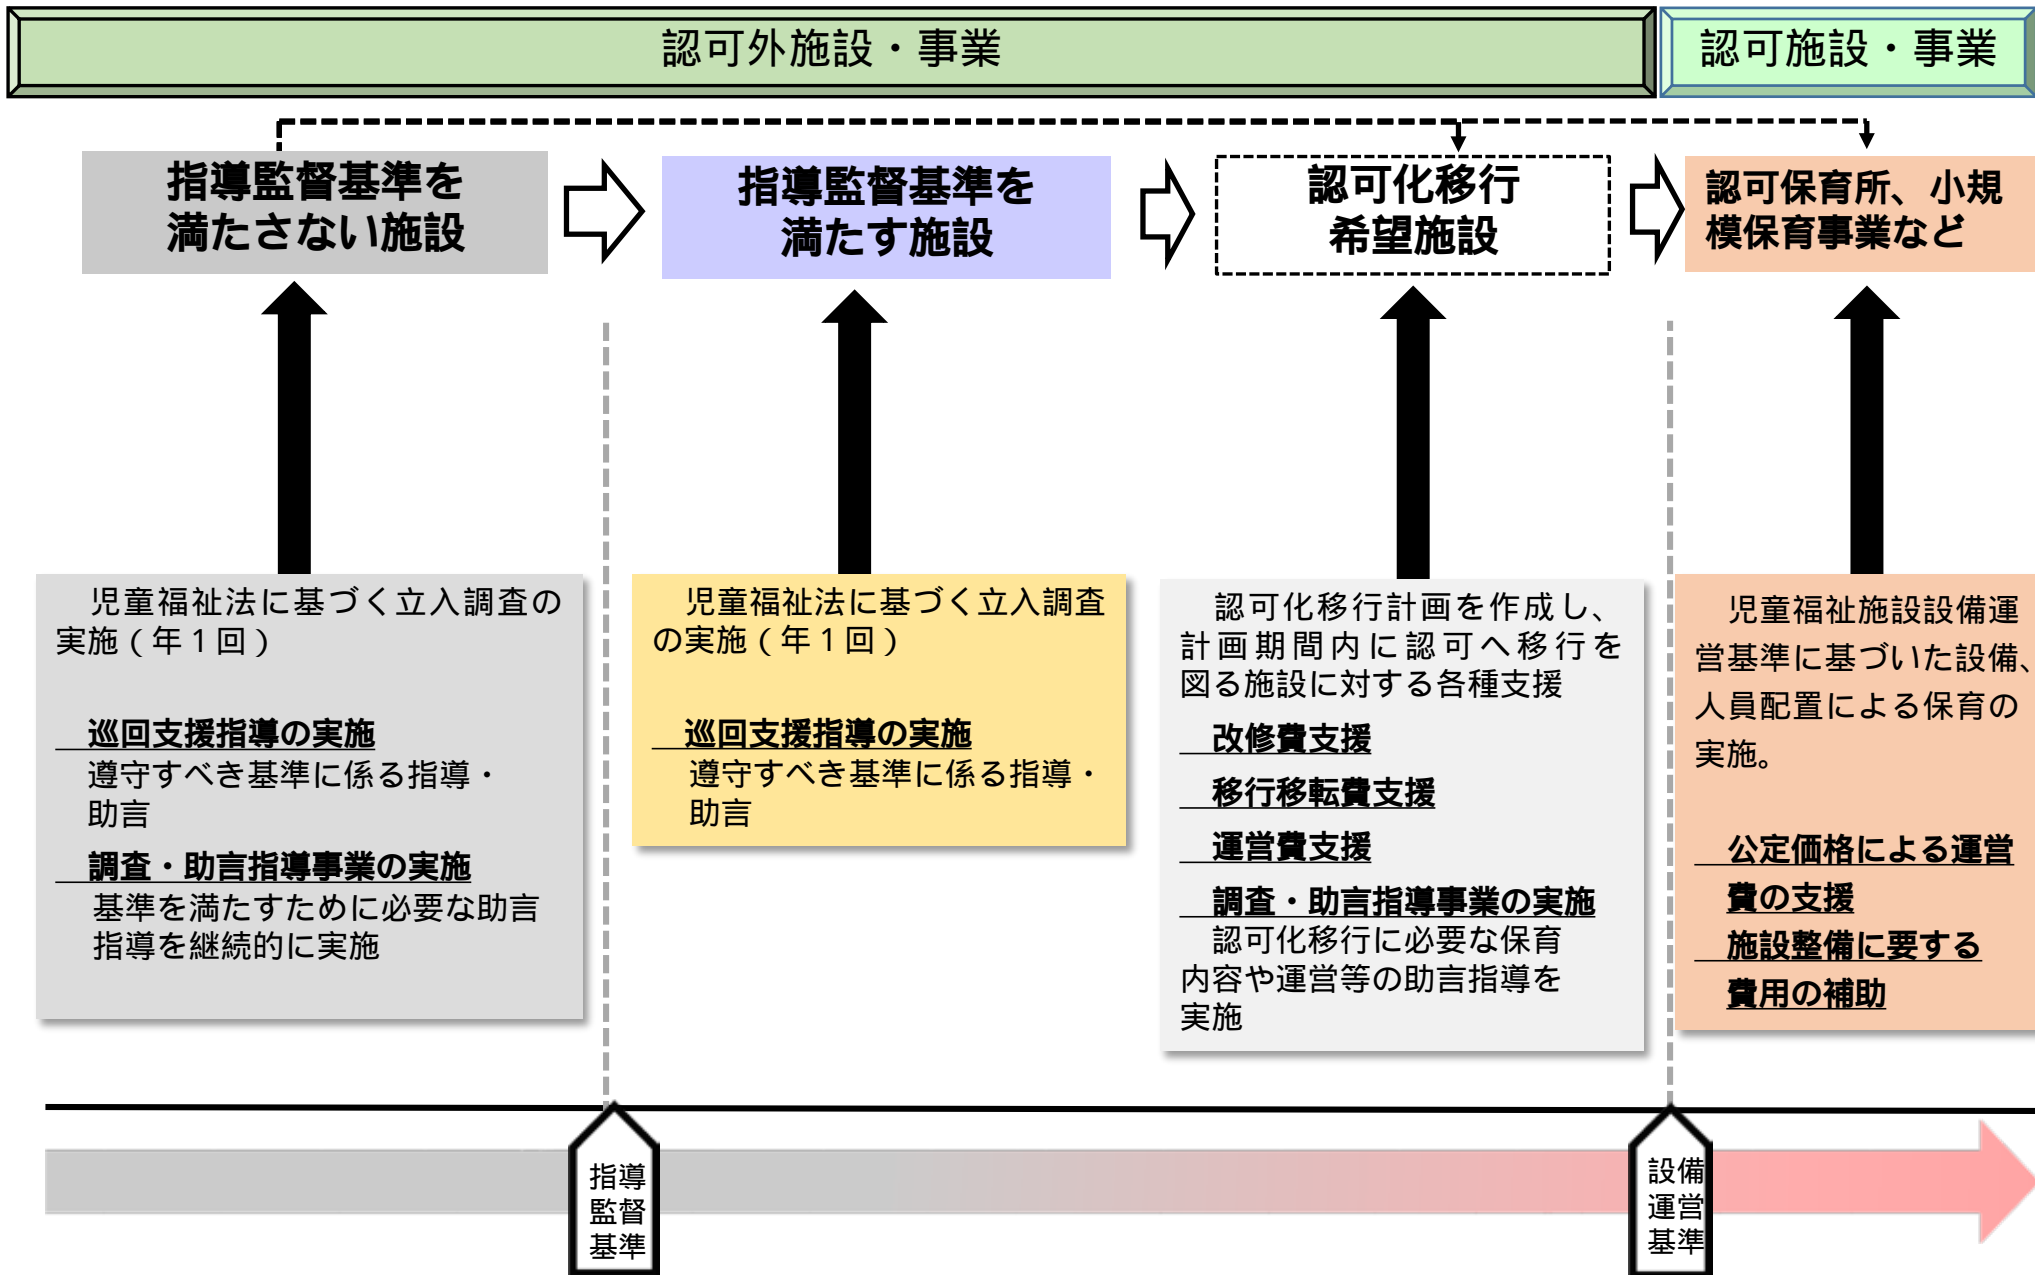 認可外施設・事業
認可施設・事業
指導監督基準を
満たさない施設
指導監督基準を
満たす施設
認可化移行
希望施設
認可保育所、小規
模保育事業など
児童福祉法に基づく立入調査の
実施(年1回)
巡回支援指導の実施
遵守すべき基準に係る指導・
助言
調査・助言指導事業の実施
基準を満たすために必要な助言
指導を継続的に実施
児童福祉法に基づく立入調査
の実施(年1回)
巡回支援指導の実施
遵守すべき基準に係る指導・
助言
認可化移行計画を作成し、
計画期間内に認可へ移行を
図る施設に対する各種支援
改修費支援
移行移転費支援
運営費支援
調査・助言指導事業の実施
認可化移行に必要な保育
内容や運営等の助言指導を
実施
児童福祉施設設備運
営基準に基づいた設備、
人員配置による保育の
実施。
公定価格による運営
費の支援
施設整備に要する
費用の補助
指導
監督
基準
設備
運営
基準